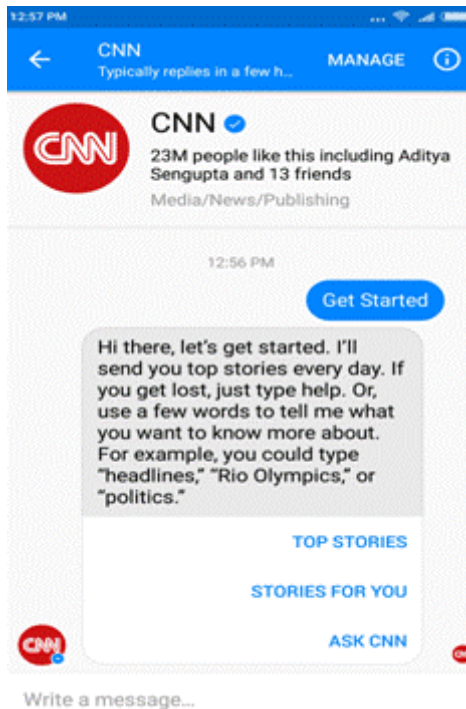 12:57 PM
CNN
Typically replies in a few h...
MANAGE
CNN
CNN
23M people like this including Aditya
Sengupta and 13 friends
Media/News/Publishing
12:56 PM
Get Started
Hi there, let's get started. I'll
send you top stories every day. If
you get lost, just type help. Or,
use a few words to tell me what
you want to know more about.
For example, you could type
“headlines,” “Rio Olympics,” or
“politics.”
TOP STORIES
STORIES FOR YOU
ASK CNN
CNN
Write a message...